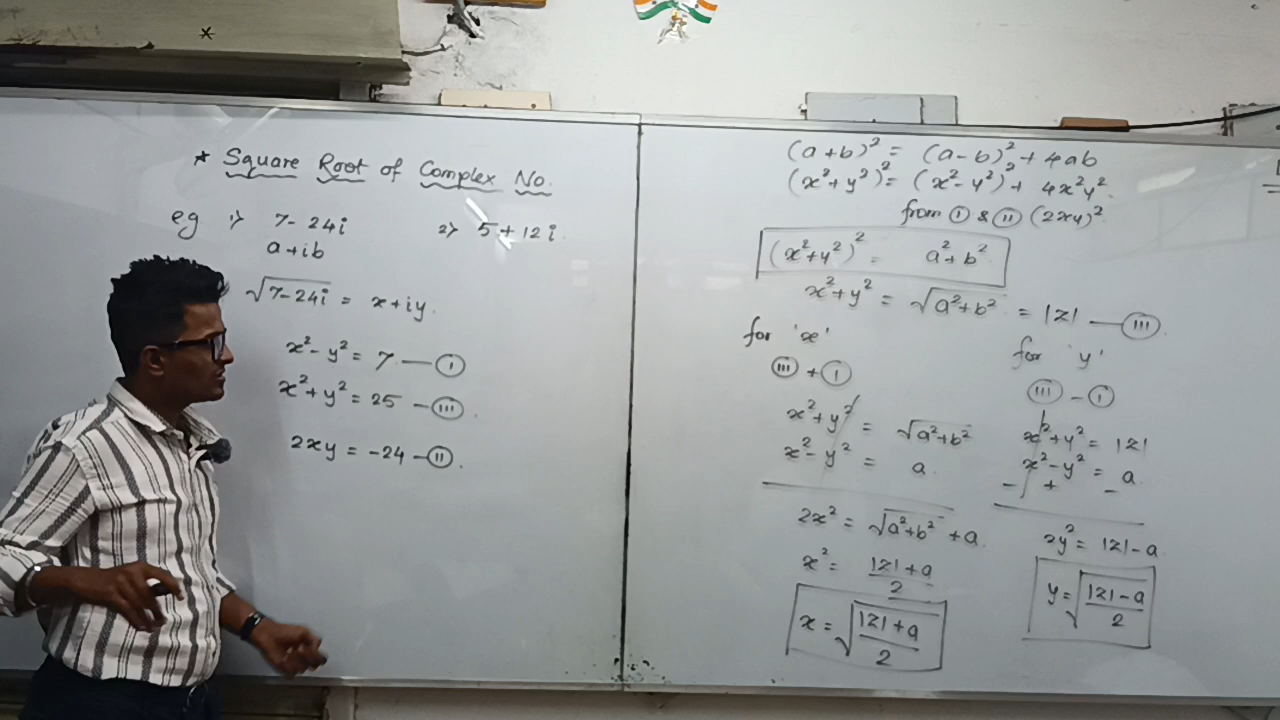 * Square Root of Complex No.
eg 1> 7 - 24i 2> 5 + 12i
a + ib
√7-24i = x + iy.
x² - y² = 7 — (I)
x² + y² = 25 — (III)
2xy = -24 — (II).
(a+b)² = (a-b)² + 4ab
(x²+y²)² = (x²-y²)² + 4x²y².
from (I) & (II) (2xy)²
(x²+y²)² = a²+b²
x²+y² = √a²+b² = |z| — (III)
for 'x'
(III) + (I)
x²+y² = √a²+b²
x²-y² = a
2x² = √a²+b² + a
x² = |z|+a / 2
x = √|z|+a / 2
for 'y'
(III) - (I)
x²+y² = |z|
x²-y² = a
- + -
2y² = |z|-a
y = √|z|-a / 2